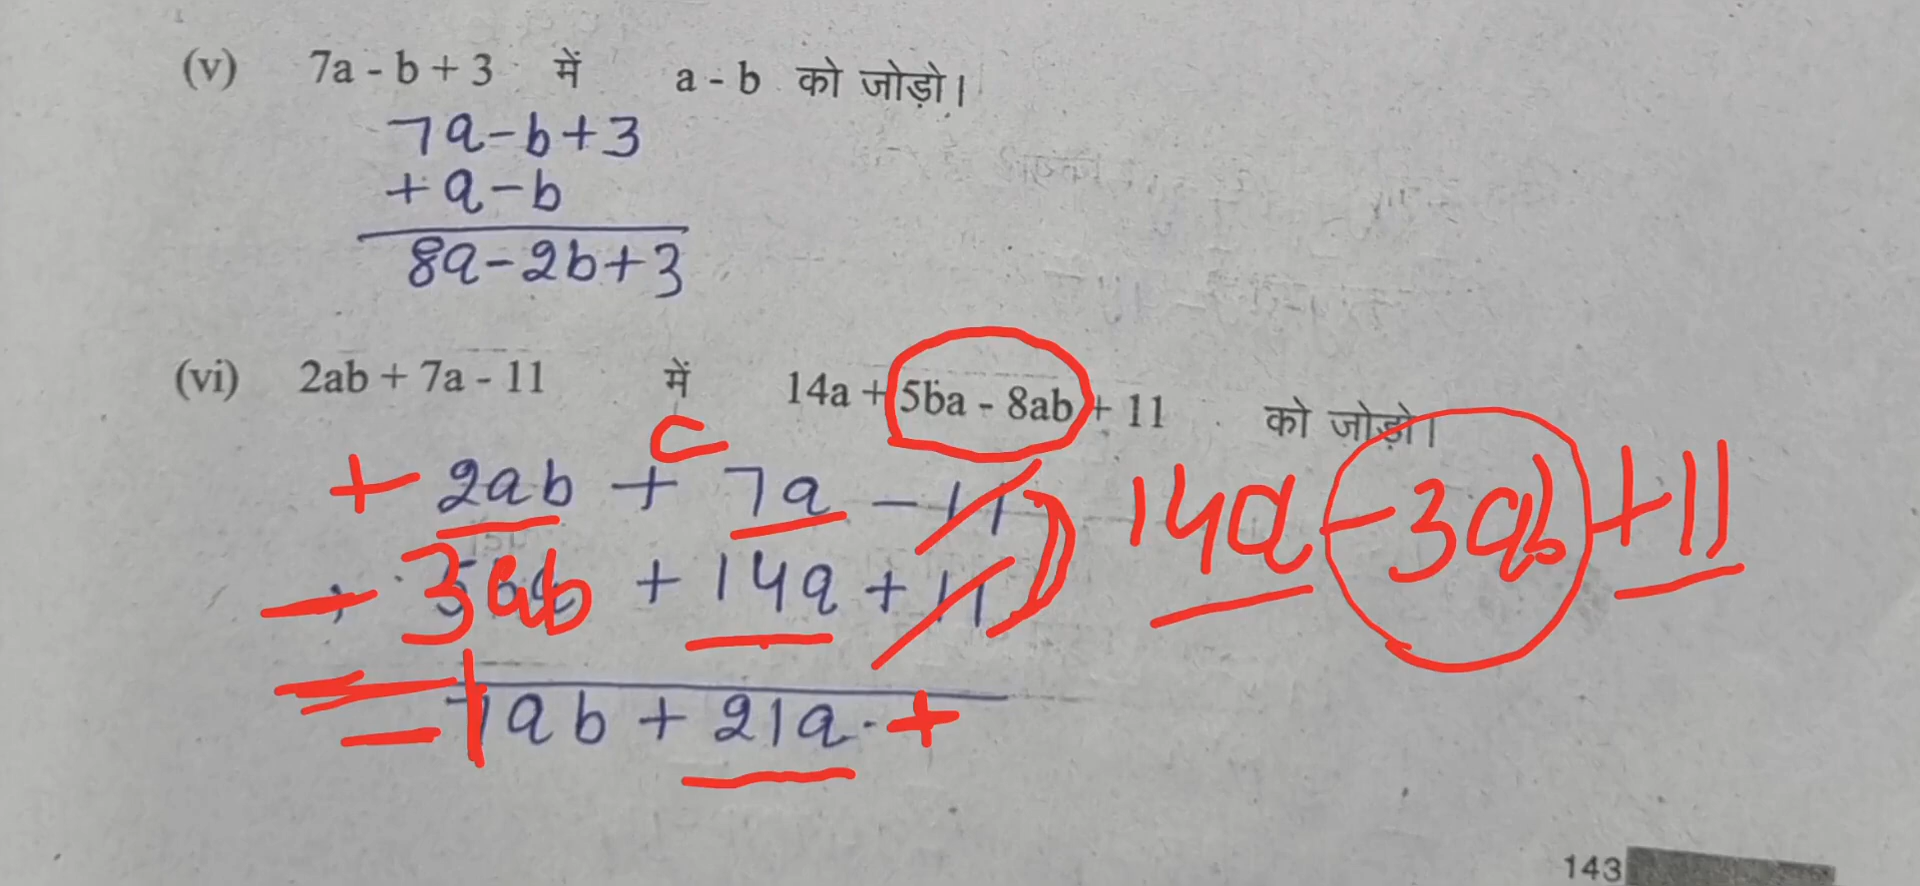 (v) 7a - b + 3 में a - b को जोड़ो।
7a - b + 3
+ a - b
8a - 2b + 3
(vi) 2ab + 7a - 11 में 14a + 5ba - 8ab + 11 को जोड़ो।
+ 2ab + 7a - 11 14a - 3ab + 11
- 3ab + 14a + 11
- 1ab + 21a +
143